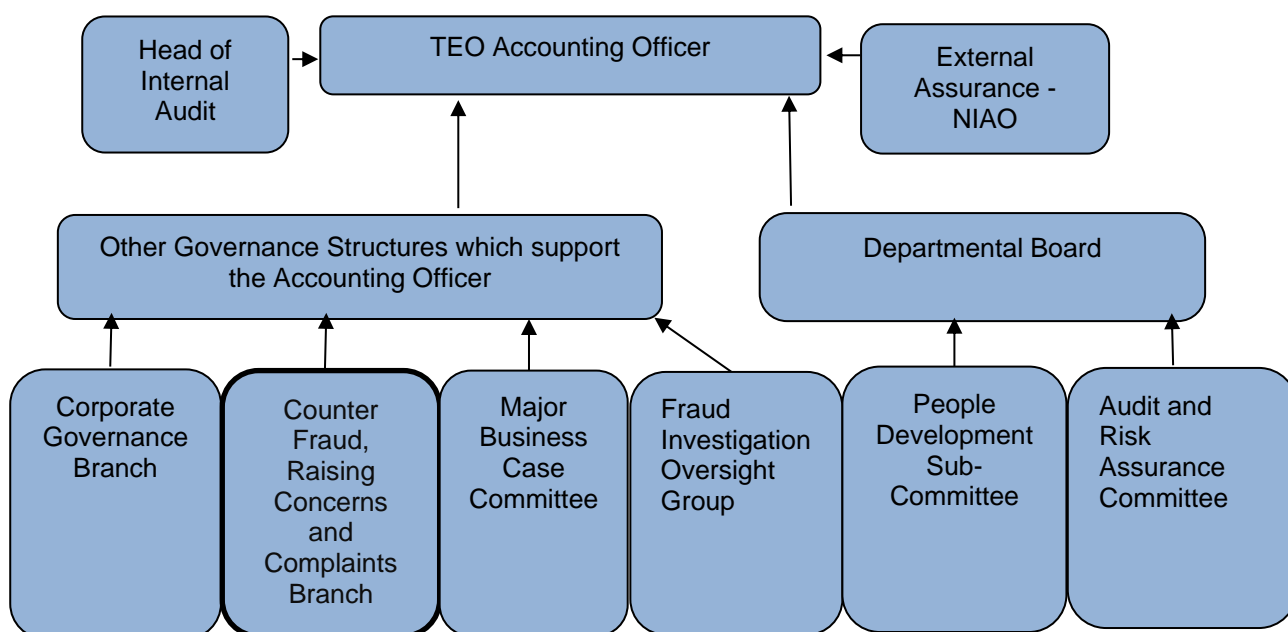 Head of
Internal
Audit
TEO Accounting Officer
External
Assurance -
NIAO
Other Governance Structures which support
the Accounting Officer
Departmental Board
Corporate
Governance
Branch
Counter
Fraud,
Raising
Concerns
and
Complaints
Branch
Major
Business
Case
Committee
Fraud
Investigation
Oversight
Group
People
Development
Sub-
Committee
Audit and
Risk
Assurance
Committee